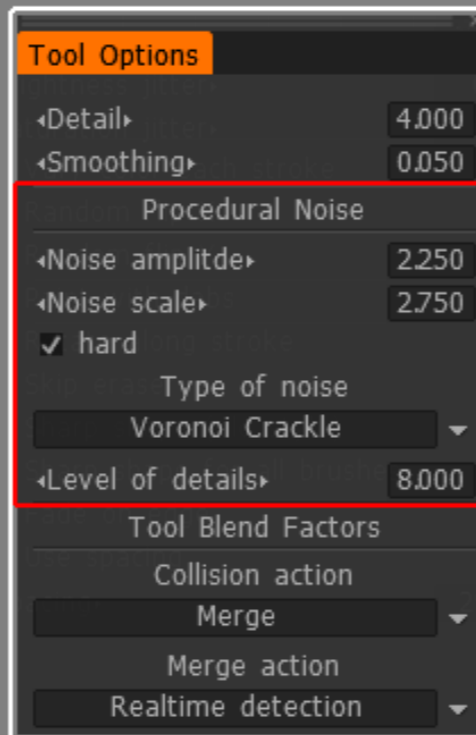 Tool Options
Detail 4.000
Smoothing 0.050
Procedural Noise
Noise amplitde 2.250
Noise scale 2.750
hard
Type of noise
Voronoi Crackle
Level of details 8.000
Tool Blend Factors
Collision action
Merge
Merge action
Realtime detection